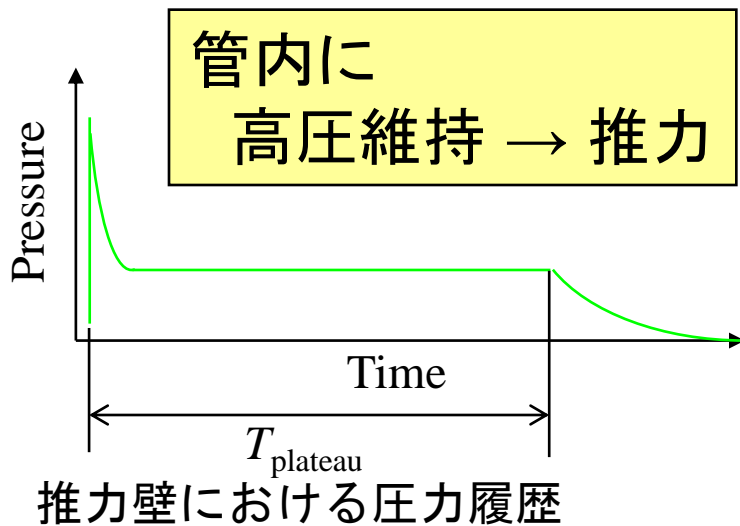 管内に
高圧維持 → 推力
Pressure
Time
T_plateau
推力壁における圧力履歴